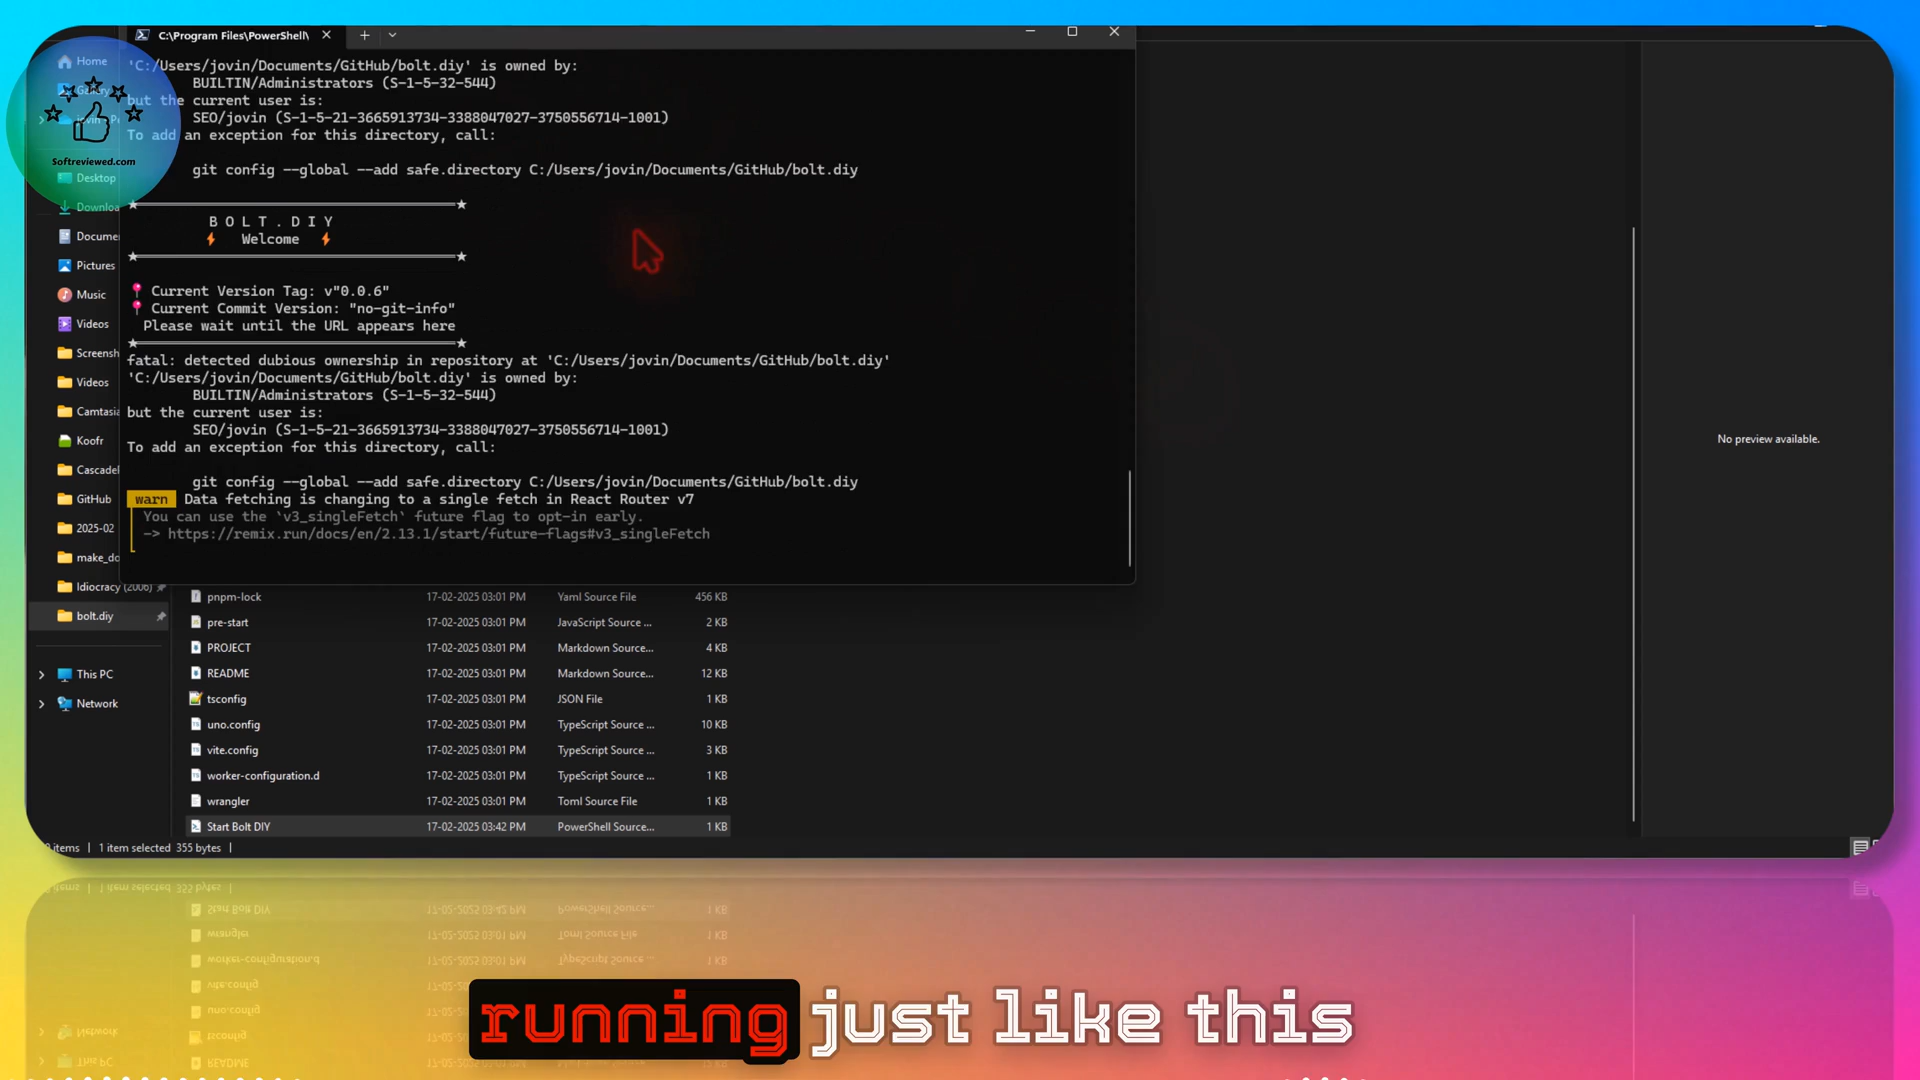 C:\Program Files\PowerShell\
'C:/Users/jovin/Documents/GitHub/bolt.diy' is owned by:
BUILTIN/Administrators (S-1-5-32-544)
but the current user is:
SEO/jovin (S-1-5-21-3665913734-3388047027-3750556714-1001)
To add an exception for this directory, call:
git config --global --add safe.directory C:/Users/jovin/Documents/GitHub/bolt.diy
BOLT.DIY
Welcome
Current Version Tag: v"0.0.6"
Current Commit Version: "no-git-info"
Please wait until the URL appears here
fatal: detected dubious ownership in repository at 'C:/Users/jovin/Documents/GitHub/bolt.diy'
'C:/Users/jovin/Documents/GitHub/bolt.diy' is owned by:
BUILTIN/Administrators (S-1-5-32-544)
but the current user is:
SEO/jovin (S-1-5-21-3665913734-3388047027-3750556714-1001)
To add an exception for this directory, call:
git config --global --add safe.directory C:/Users/jovin/Documents/GitHub/bolt.diy
warn Data fetching is changing to a single fetch in React Router v7
You can use the `v3_singleFetch` future flag to opt-in early.
-> https://remix.run/docs/en/2.13.1/start/future-flags#v3_singleFetch
Home
Gallery
Softreviewed.com
Desktop
Downloa
Docume
Pictures
Music
Videos
Screensh
Videos
Camtasia
Koofr
Cascadel
GitHub
2025-02
make_do
Idiocracy (2006)
bolt.diy
This PC
Network
pnpm-lock 17-02-2025 03:01 PM Yaml Source File 456 KB
pre-start 17-02-2025 03:01 PM JavaScript Source ... 2 KB
PROJECT 17-02-2025 03:01 PM Markdown Source... 4 KB
README 17-02-2025 03:01 PM Markdown Source... 12 KB
tsconfig 17-02-2025 03:01 PM JSON File 1 KB
uno.config 17-02-2025 03:01 PM TypeScript Source ... 10 KB
vite.config 17-02-2025 03:01 PM TypeScript Source ... 3 KB
worker-configuration.d 17-02-2025 03:01 PM TypeScript Source ... 1 KB
wrangler 17-02-2025 03:01 PM Toml Source File 1 KB
Start Bolt DIY 17-02-2025 03:42 PM PowerShell Source... 1 KB
No preview available.
items 1 item selected 355 bytes
running just like this